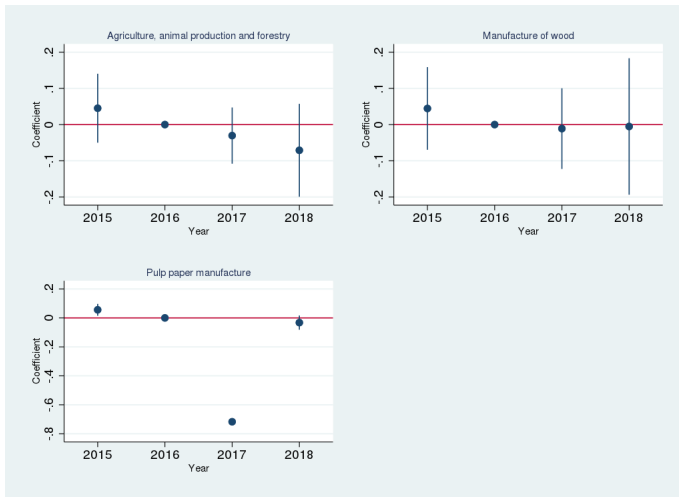 Agriculture, animal production and forestry
Coefficient
.2
.1
0
-.1
-.2
2015 2016 2017 2018
Year
Manufacture of wood
Coefficient
.2
.1
0
-.1
-.2
2015 2016 2017 2018
Year
Pulp paper manufacture
Coefficient
.2
0
-.2
-.4
-.6
-.8
2015 2016 2017 2018
Year